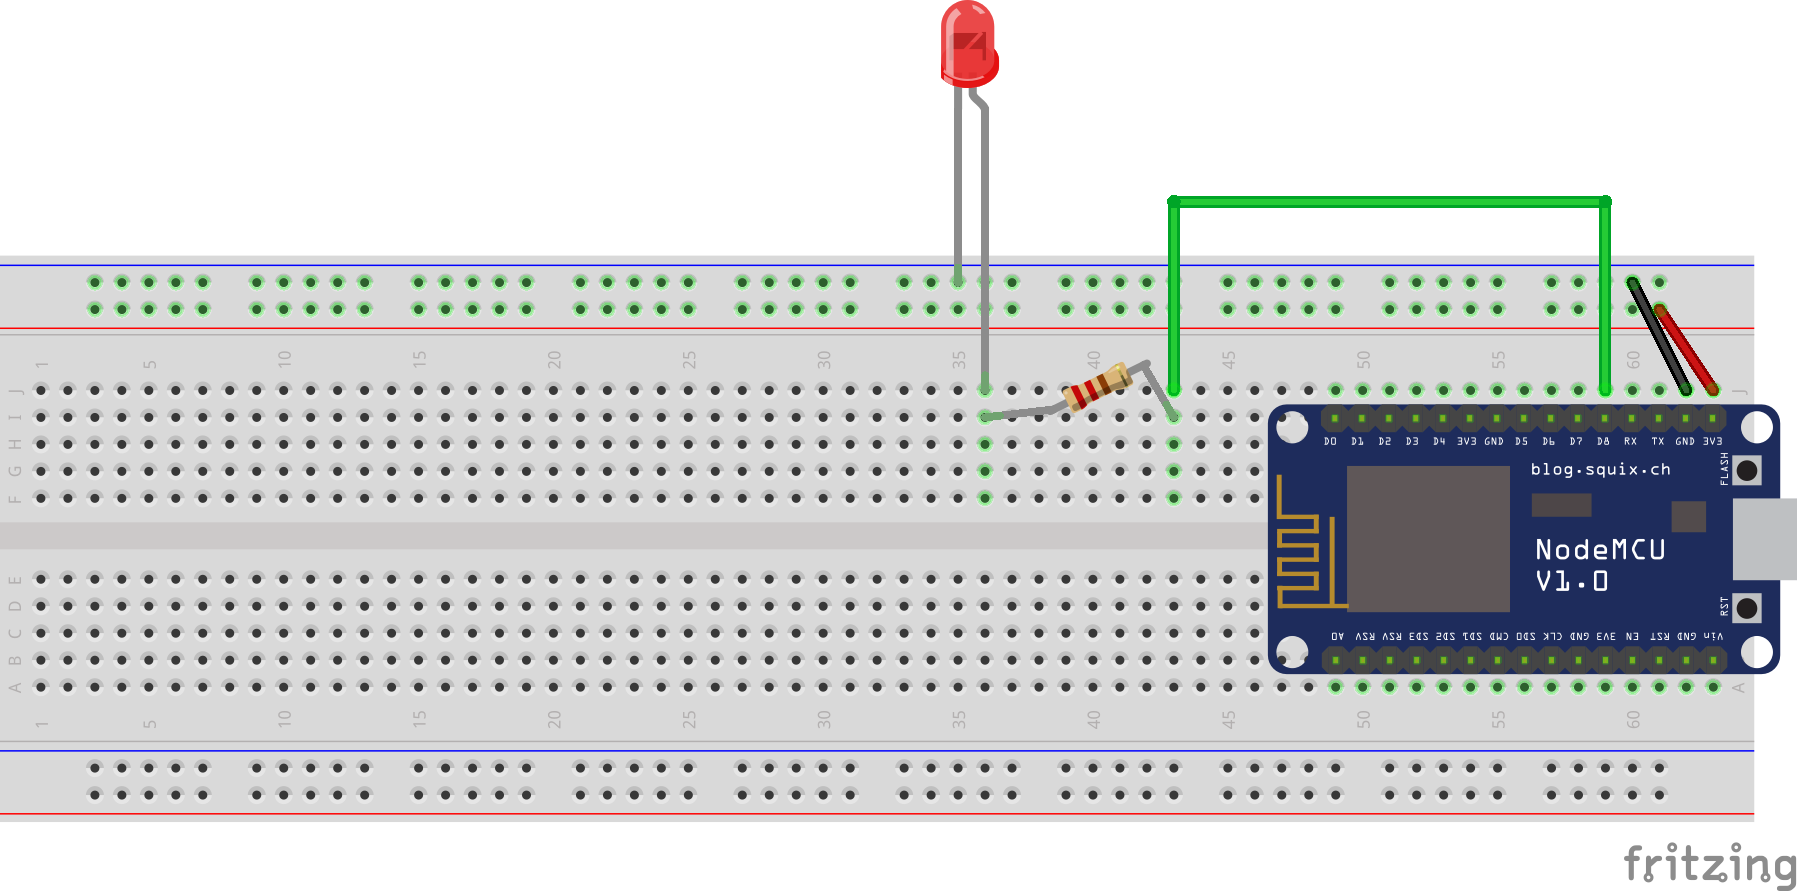 1 5 10 15 20 25 30 35 40 45 50 55 60
J J
I
H
G
F
D0 D1 D2 D3 D4 3V3 GND D5 D6 D7 D8 RX TX GND 3V3
blog.squix.ch
FLASH
NodeMCU
V1.0
RST
A0 RSV RSV SD3 SD2 SD1 CMD SD0 CLK GND 3V3 EN RST GND Vin
E
D
C
B
A A
1 5 10 15 20 25 30 35 40 45 50 55 60
fritzing